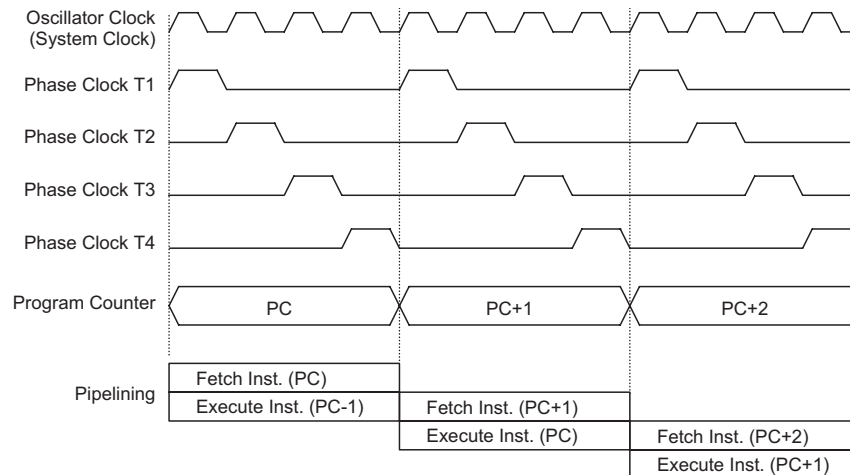 Oscillator Clock
(System Clock)
Phase Clock T1
Phase Clock T2
Phase Clock T3
Phase Clock T4
Program Counter
PC
PC+1
PC+2
Pipelining
Fetch Inst. (PC)
Execute Inst. (PC-1)
Fetch Inst. (PC+1)
Execute Inst. (PC)
Fetch Inst. (PC+2)
Execute Inst. (PC+1)